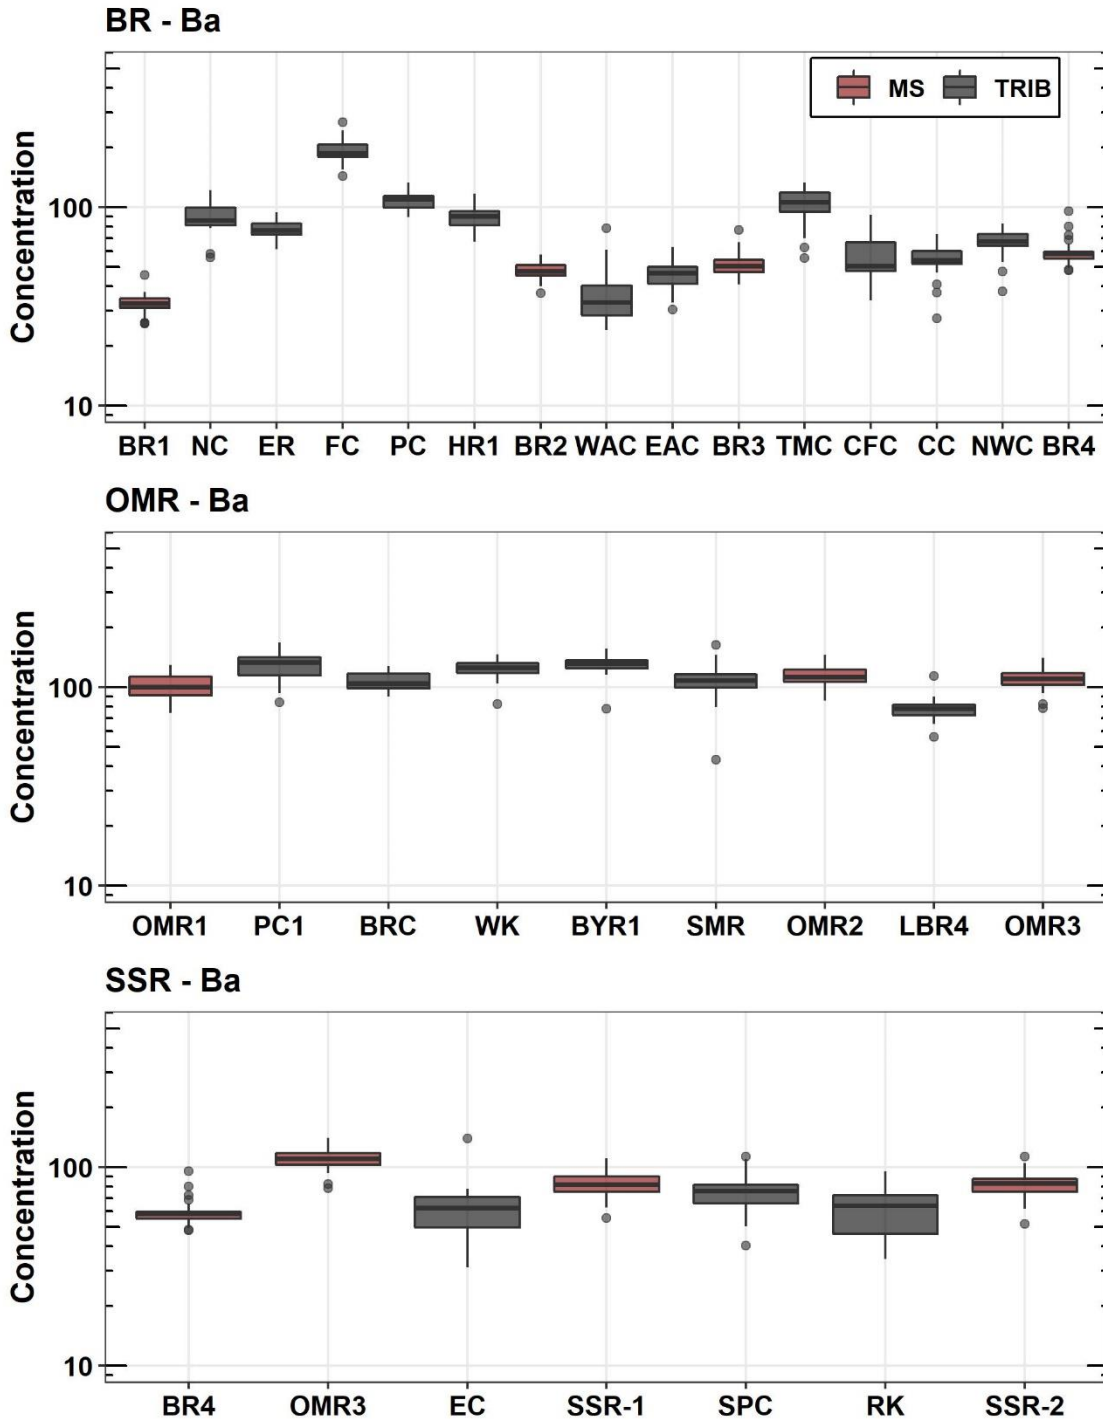 BR - Ba
MS TRIB
Concentration
100
10
BR1 NC ER FC PC HR1 BR2 WAC EAC BR3 TMC CFC CC NWC BR4
OMR - Ba
Concentration
100
10
OMR1 PC1 BRC WK BYR1 SMR OMR2 LBR4 OMR3
SSR - Ba
Concentration
100
10
BR4 OMR3 EC SSR-1 SPC RK SSR-2